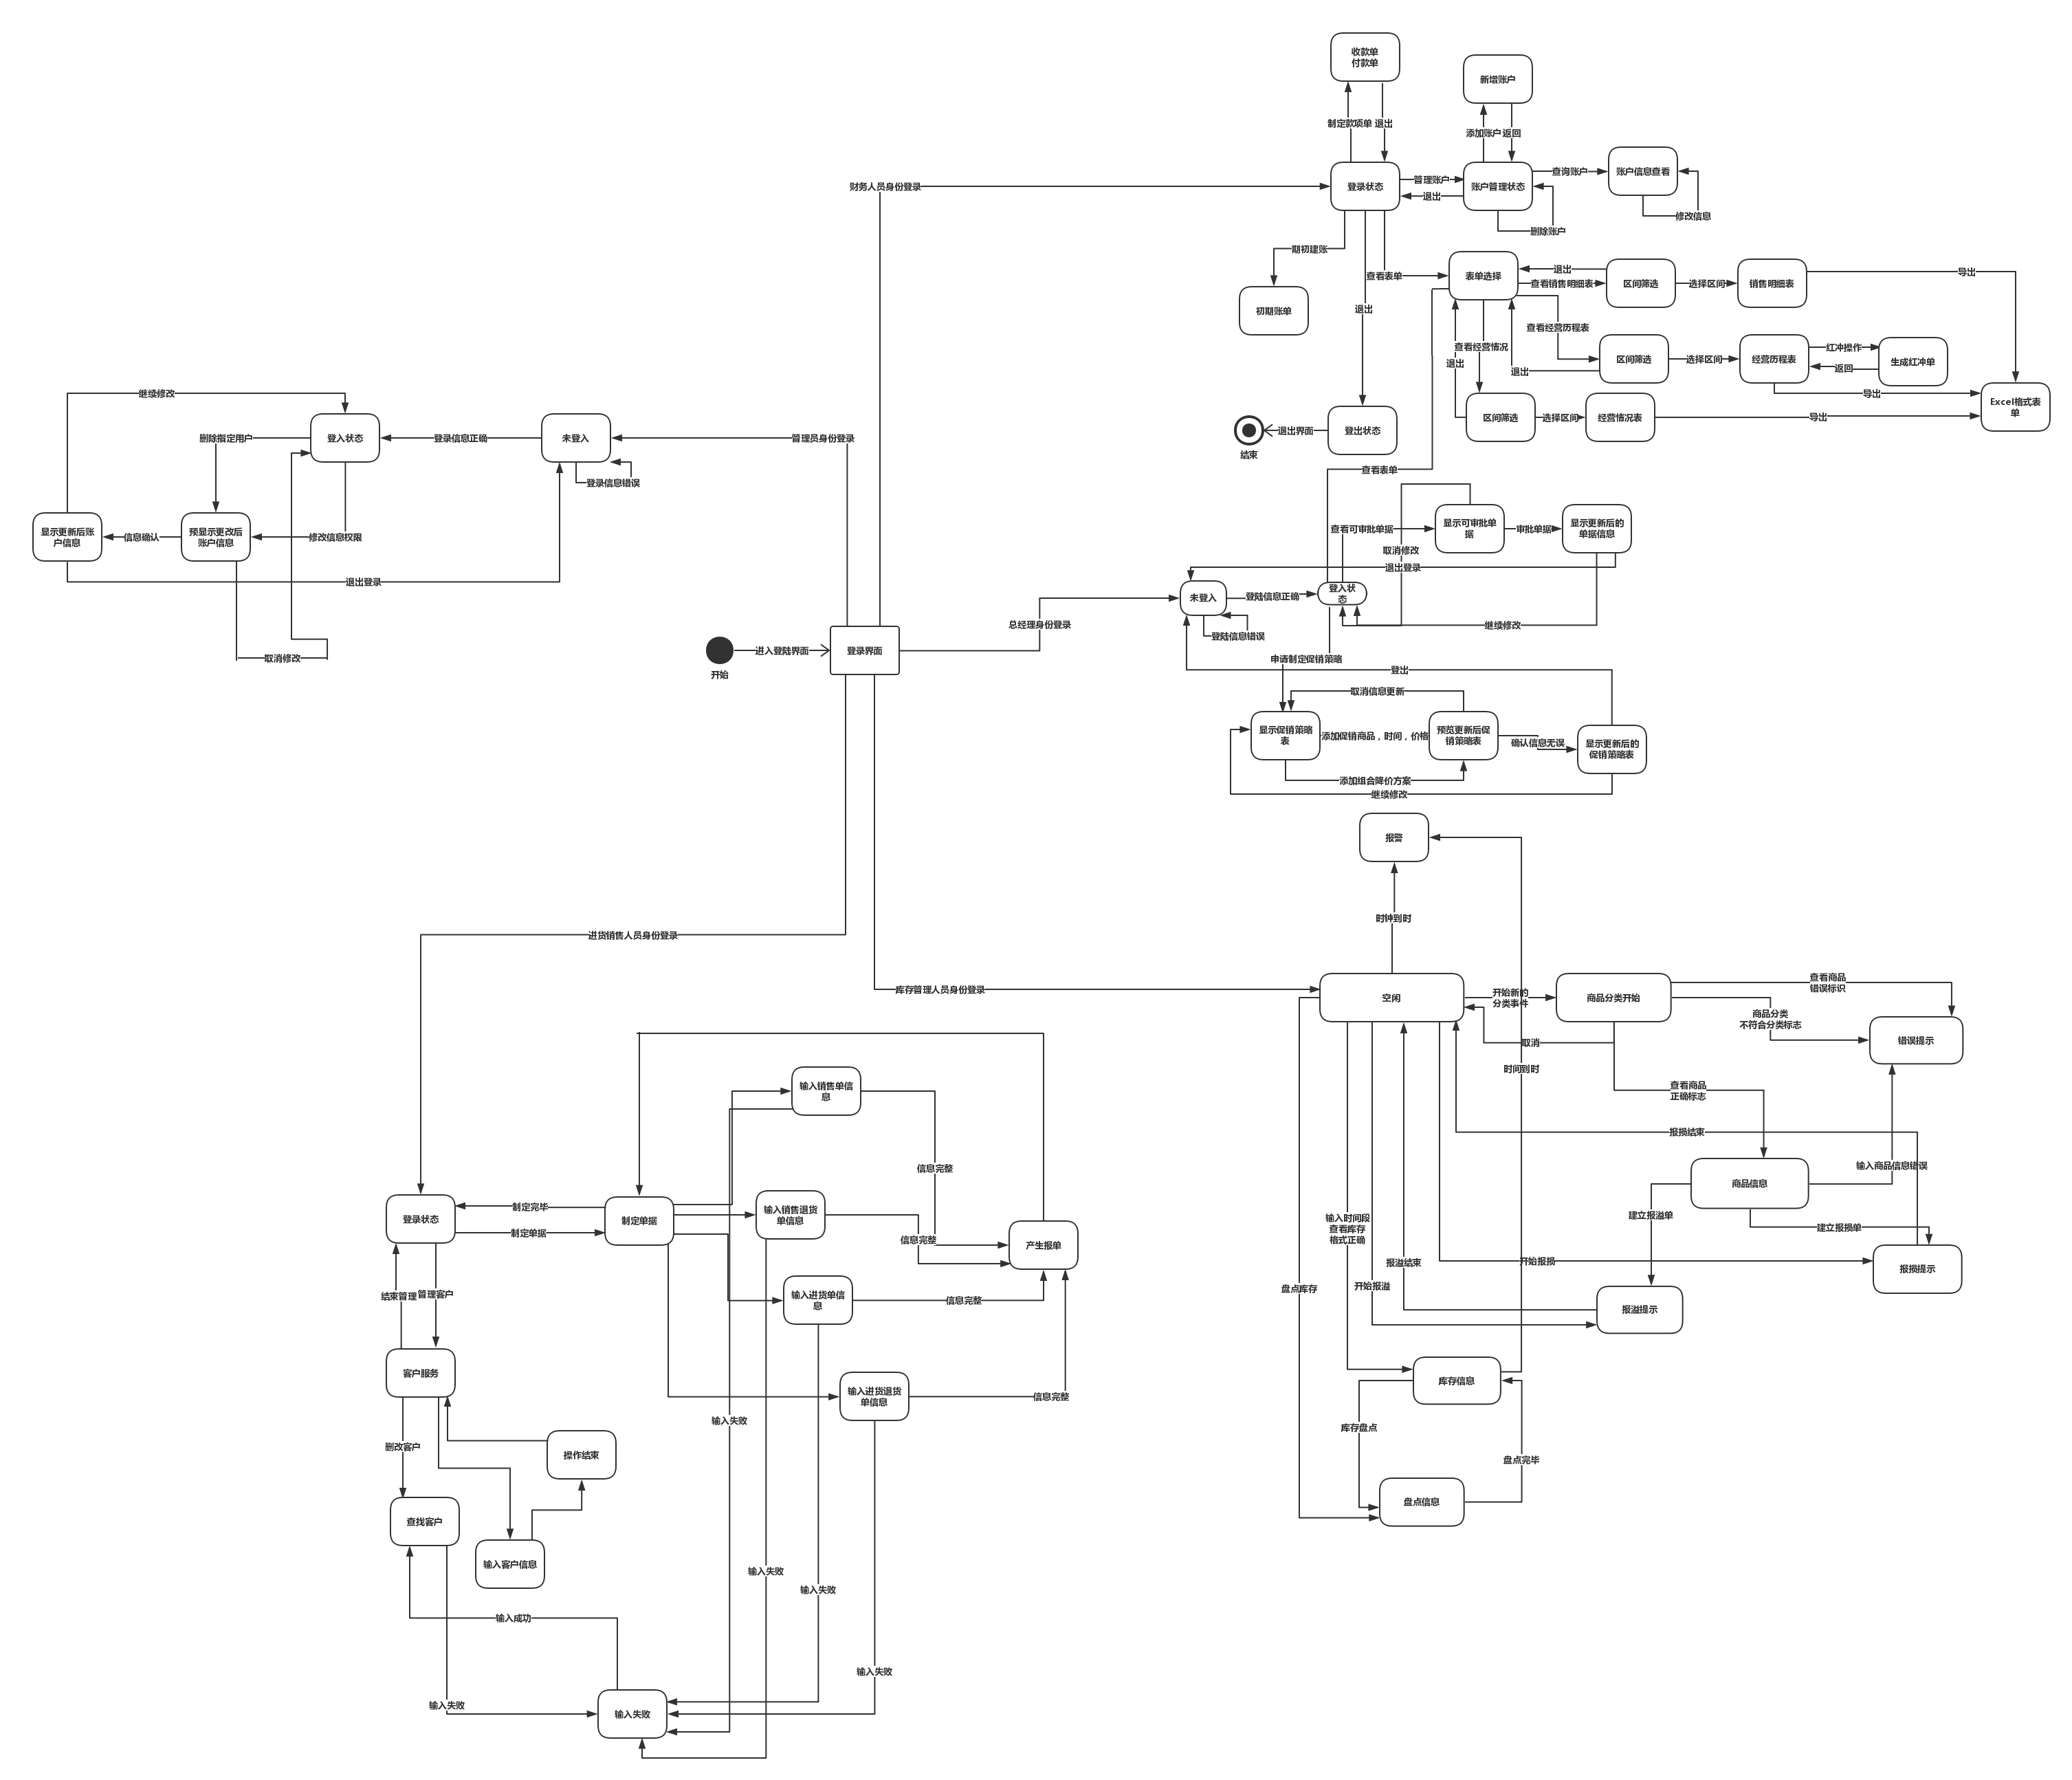 收款单
付款单
新增账户
制定款项单
退出
添加账户
返回
财务人员身份登录
登录状态
管理账户
退出
账户管理状态
查询账户
账户信息查看
修改信息
删除账户
期初建账
初期账单
查看表单
退出
表单选择
退出
查看销售明细表
区间筛选
选择区间
销售明细表
导出
查看经营历程表
查看经营情况
退出
退出
区间筛选
选择区间
经营历程表
红冲操作
返回
生成红冲单
导出
Excel格式表
单
区间筛选
选择区间
经营情况表
导出
结束
退出界面
登出状态
查看表单
继续修改
删除指定用户
登入状态
登录信息正确
未登入
管理员身份登录
登录信息错误
显示更新后账
户信息
信息确认
预显示更改后
账户信息
修改信息权限
退出登录
取消修改
查看可审批单据
显示可审批单
据
审批单据
显示更新后的
单据信息
取消修改
退出登录
未登入
登陆信息正确
登入状
态
登陆信息错误
继续修改
总经理身份登录
开始
进入登陆界面
登录界面
申请制定促销策略
登出
取消信息更新
显示促销策略
表
添加促销商品，时间，价格
预览更新后促
销策略表
确认信息无误
显示更新后的
促销策略表
添加组合降价方案
继续修改
报警
时钟到时
进货销售人员身份登录
库存管理人员身份登录
空闲
开始新的
分类事件
商品分类开始
查看商品
错误标识
商品分类
不符合分类标志
错误提示
取消
时间到时
查看商品
正确标志
报损结束
输入商品信息错误
商品信息
建立报溢单
建立报损单
输入时间段
查看库存
格式正确
报溢结束
开始报损
报损提示
盘点库存
开始报溢
报溢提示
库存信息
库存盘点
盘点完毕
盘点信息
输入销售单信
息
信息完整
登录状态
制定完毕
制定单据
制定单据
输入销售退货
单信息
信息完整
产生报单
结束管理
管理客户
输入进货单信
息
信息完整
客户服务
输入进货退货
单信息
信息完整
输入失败
删改客户
操作结束
查找客户
输入客户信息
输入失败
输入失败
输入成功
输入失败
输入失败
输入失败